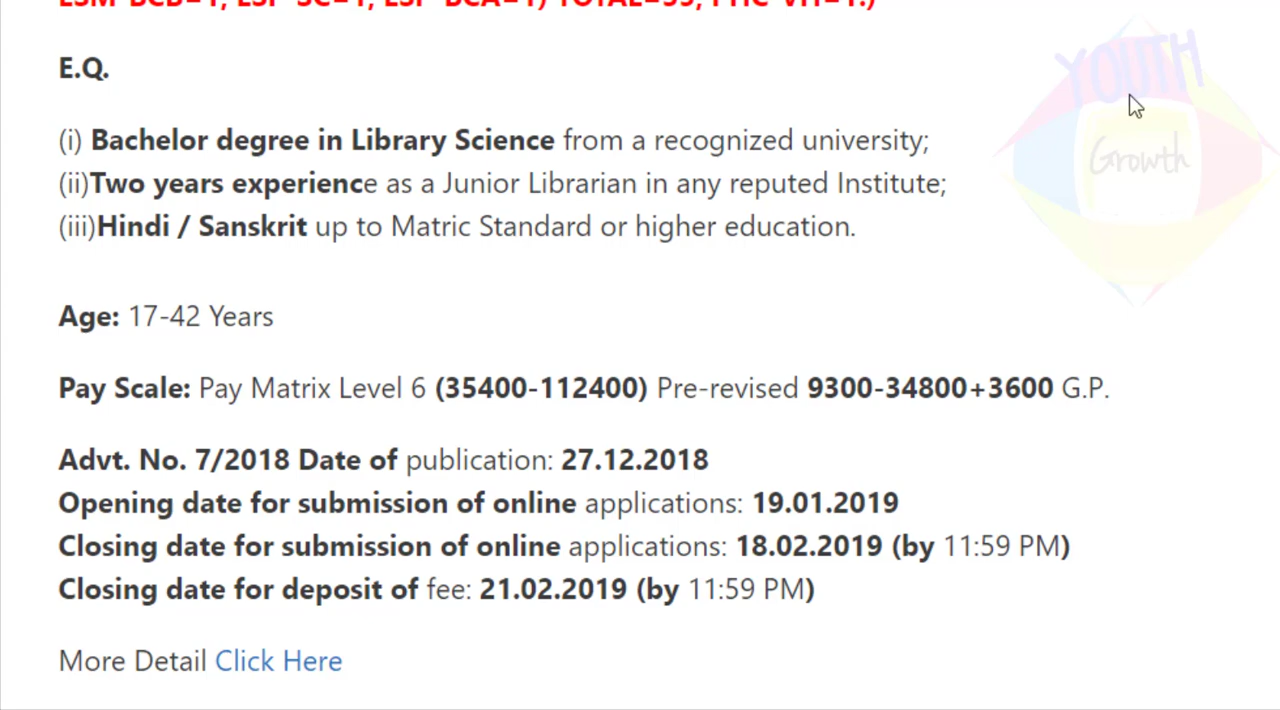 E.Q.
(i) Bachelor degree in Library Science from a recognized university;
(ii)Two years experience as a Junior Librarian in any reputed Institute;
(iii)Hindi / Sanskrit up to Matric Standard or higher education.
Age: 17-42 Years
Pay Scale: Pay Matrix Level 6 (35400-112400) Pre-revised 9300-34800+3600 G.P.
Advt. No. 7/2018 Date of publication: 27.12.2018
Opening date for submission of online applications: 19.01.2019
Closing date for submission of online applications: 18.02.2019 (by 11:59 PM)
Closing date for deposit of fee: 21.02.2019 (by 11:59 PM)
More Detail Click Here
YOUTH
Growth